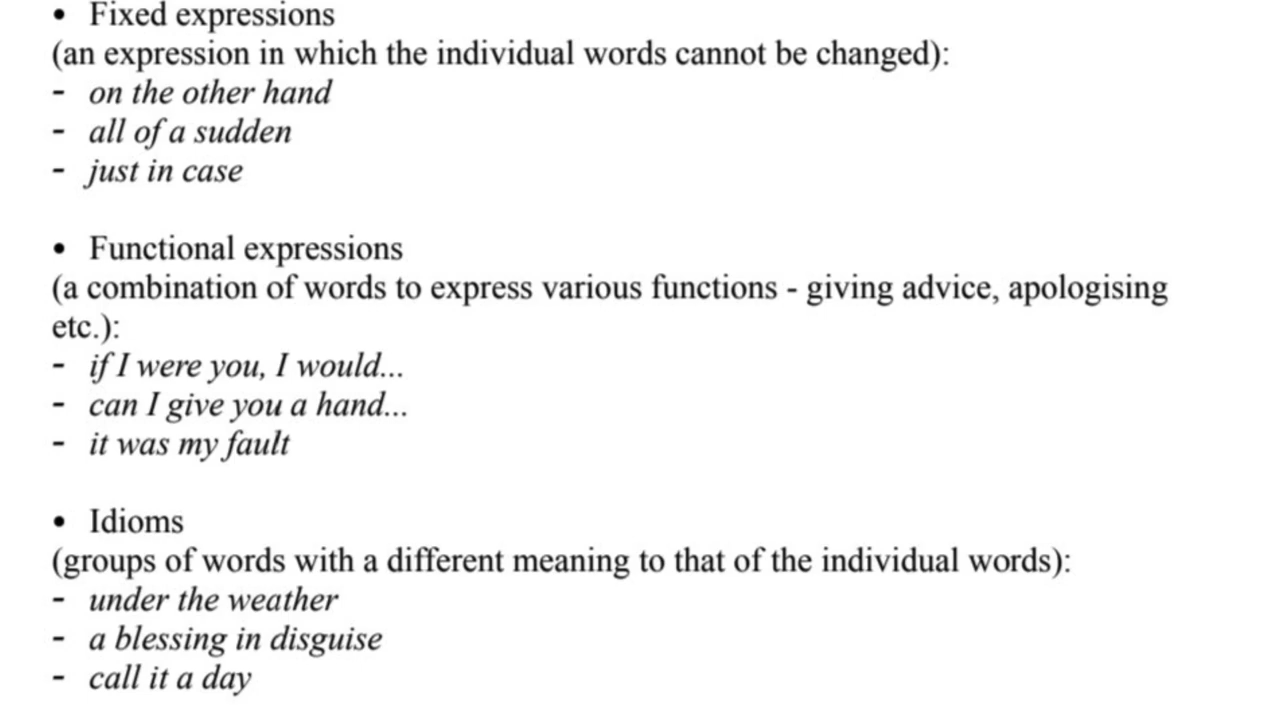 • Fixed expressions
(an expression in which the individual words cannot be changed):
- on the other hand
- all of a sudden
- just in case
• Functional expressions
(a combination of words to express various functions - giving advice, apologising
etc.):
- if I were you, I would...
- can I give you a hand...
- it was my fault
• Idioms
(groups of words with a different meaning to that of the individual words):
- under the weather
- a blessing in disguise
- call it a day